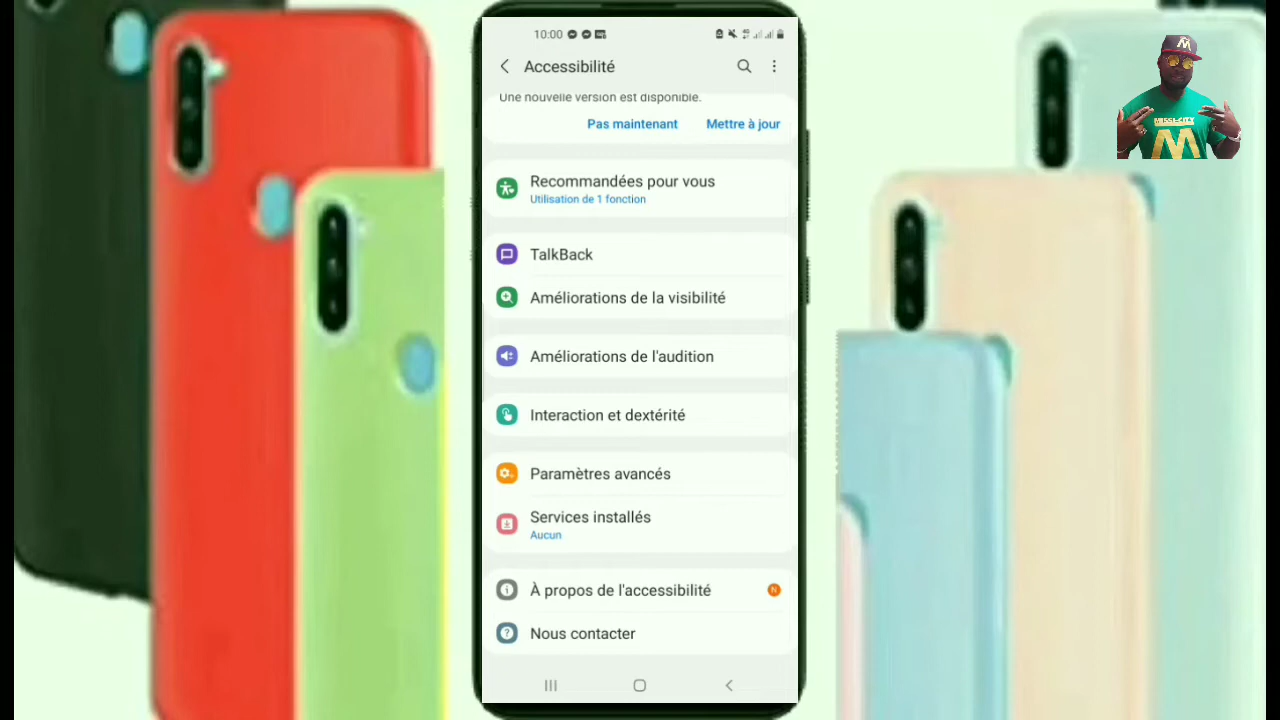 10:00
Accessibilité
Une nouvelle version est disponible.
Pas maintenant Mettre à jour
Recommandées pour vous
Utilisation de 1 fonction
TalkBack
Améliorations de la visibilité
Améliorations de l'audition
Interaction et dextérité
Paramètres avancés
Services installés
Aucun
À propos de l'accessibilité
N
Nous contacter
M
M